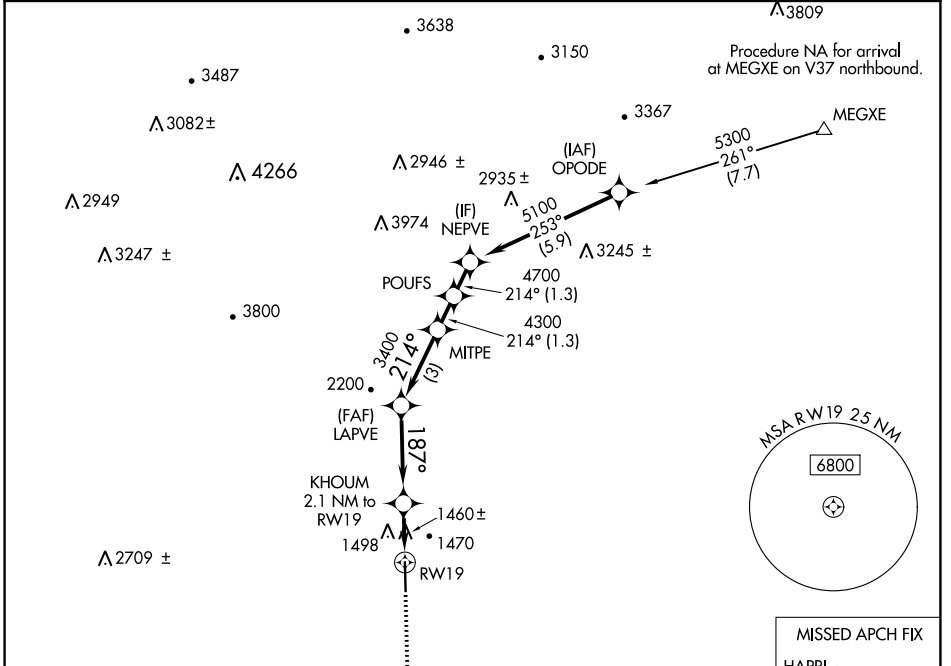 3809
3638
3150
Procedure NA for arrival
at MEGXE on V37 northbound.
3487
3367
MEGXE
3082±
5300
261°
(7.7)
(IAF)
OPODE
4266
2946 ±
2935 ±
2949
5100
253°
(5.9)
(IF)
NEPVE
3974
3247 ±
3245 ±
POUFS
4700
214° (1.3)
3800
4300
214° (1.3)
MITPE
3400
214°
(3)
2200
(FAF)
LAPVE
187°
MSA RW19 25 NM
6800
KHOUM
2.1 NM to
RW19
1460±
1498
1470
2709 ±
RW19
MISSED APCH FIX